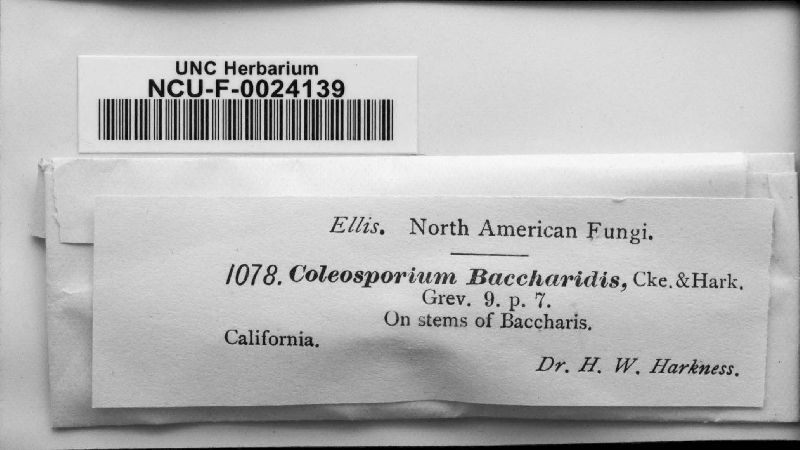 UNC Herbarium
NCU-F-0024139
Ellis. North American Fungi.
1078. Coleosporium Baccharidis, Cke. & Hark.
Grev. 9. p. 7.
On stems of Baccharis.
California.
Dr. H. W. Harkness.